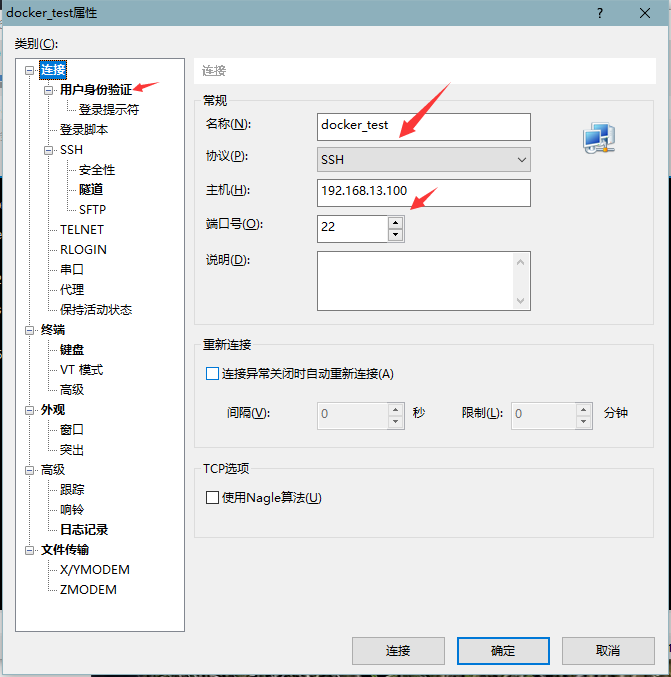 docker_test属性
?
类别(C):
连接
用户身份验证
登录提示符
登录脚本
SSH
安全性
隧道
SFTP
TELNET
RLOGIN
串口
代理
保持活动状态
终端
键盘
VT 模式
高级
外观
窗口
突出
高级
跟踪
响铃
日志记录
文件传输
X/YMODEM
ZMODEM
连接
常规
名称(N): docker_test
协议(P): SSH
主机(H): 192.168.13.100
端口号(O): 22
说明(D):
重新连接
连接异常关闭时自动重新连接(A)
间隔(V): 0 秒 限制(L): 0 分钟
TCP选项
使用Nagle算法(U)
连接 确定 取消